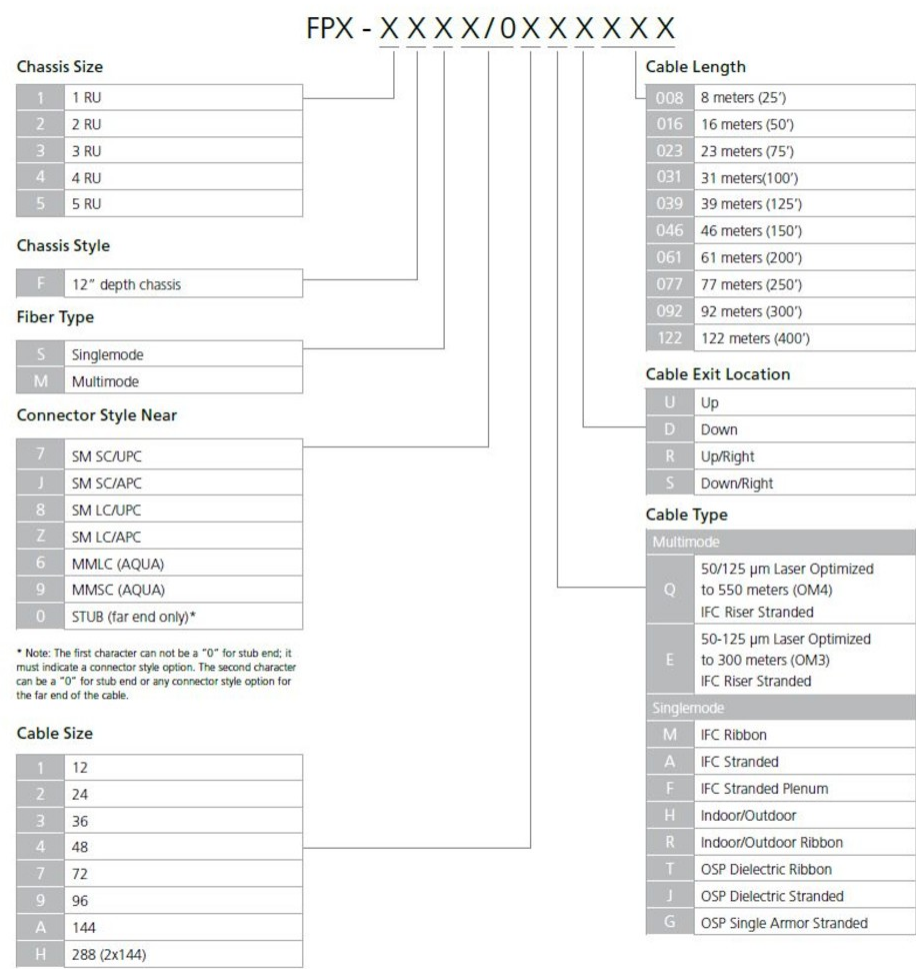 FPX - X X X X / 0 X X X X X X
Chassis Size
1 1 RU
2 2 RU
3 3 RU
4 4 RU
5 5 RU
Chassis Style
F 12” depth chassis
Fiber Type
S Singlemode
M Multimode
Connector Style Near
7 SM SC/UPC
J SM SC/APC
8 SM LC/UPC
Z SM LC/APC
6 MMLC (AQUA)
9 MMSC (AQUA)
0 STUB (far end only)*
* Note: The first character can not be a “0” for stub end; it
must indicate a connector style option. The second character
can be a “0” for stub end or any connector style option for
the far end of the cable.
Cable Size
1 12
2 24
3 36
4 48
7 72
9 96
A 144
H 288 (2x144)
Cable Length
008 8 meters (25’)
016 16 meters (50’)
023 23 meters (75’)
031 31 meters(100’)
039 39 meters (125’)
046 46 meters (150’)
061 61 meters (200’)
077 77 meters (250’)
092 92 meters (300’)
122 122 meters (400’)
Cable Exit Location
U Up
D Down
R Up/Right
S Down/Right
Cable Type
Multimode
Q 50/125 µm Laser Optimized
to 550 meters (OM4)
IFC Riser Stranded
E 50-125 µm Laser Optimized
to 300 meters (OM3)
IFC Riser Stranded
Singlemode
M IFC Ribbon
A IFC Stranded
F IFC Stranded Plenum
H Indoor/Outdoor
R Indoor/Outdoor Ribbon
T OSP Dielectric Ribbon
J OSP Dielectric Stranded
G OSP Single Armor Stranded